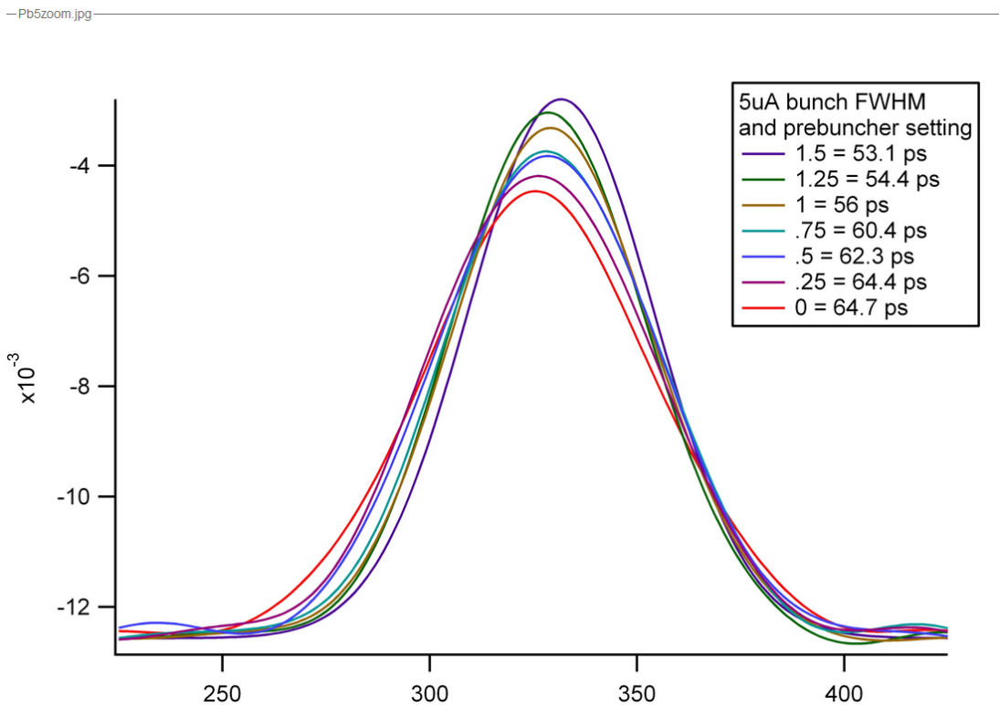 Pb5zoom.jpg
5uA bunch FWHM
and prebuncher setting
1.5 = 53.1 ps
1.25 = 54.4 ps
1 = 56 ps
.75 = 60.4 ps
.5 = 62.3 ps
.25 = 64.4 ps
0 = 64.7 ps
-4
-6
-8
-10
-12
x10⁻³
250 300 350 400